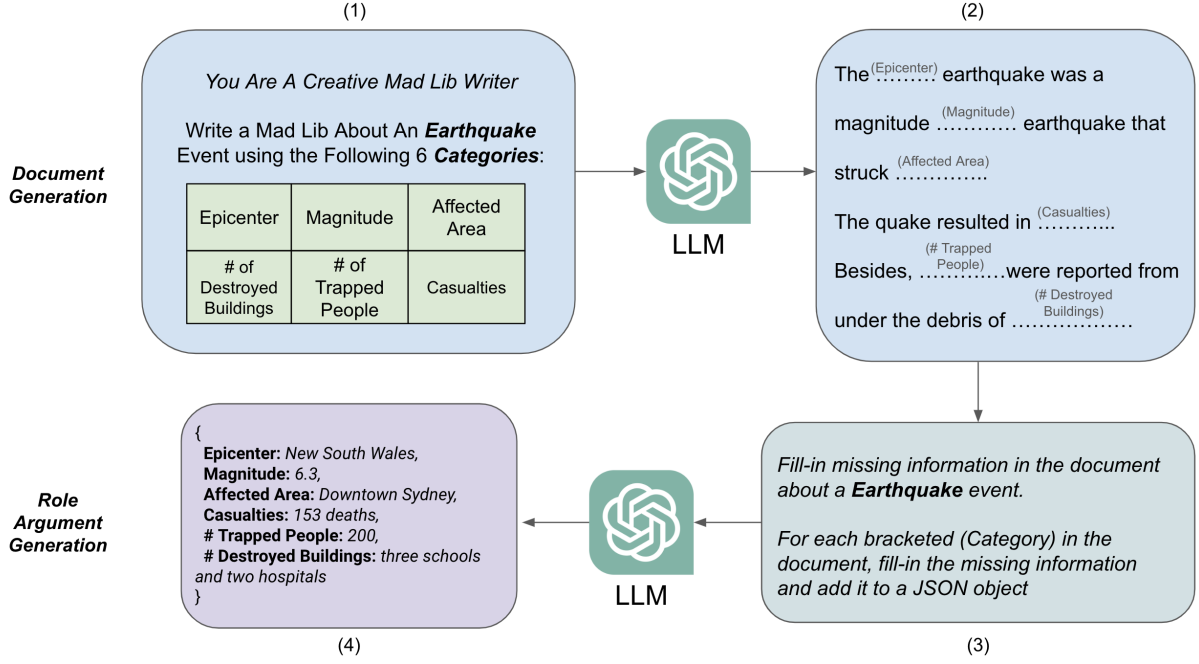 (1)
(2)
Document
Generation
You Are A Creative Mad Lib Writer
Write a Mad Lib About An Earthquake
Event using the Following 6 Categories:
Epicenter
Magnitude
Affected
Area
# of
Destroyed
Buildings
# of
Trapped
People
Casualties
LLM
(Epicenter)
The ......... earthquake was a
(Magnitude)
magnitude ............ earthquake that
(Affected Area)
struck ..............
(Casualties)
The quake resulted in ............
(# Trapped
People)
Besides, .............were reported from
(# Destroyed
Buildings)
under the debris of ..................
Role
Argument
Generation
{
Epicenter: New South Wales,
Magnitude: 6.3,
Affected Area: Downtown Sydney,
Casualties: 153 deaths,
# Trapped People: 200,
# Destroyed Buildings: three schools
and two hospitals
}
LLM
Fill-in missing information in the document
about a Earthquake event.
For each bracketed (Category) in the
document, fill-in the missing information
and add it to a JSON object
(4)
(3)